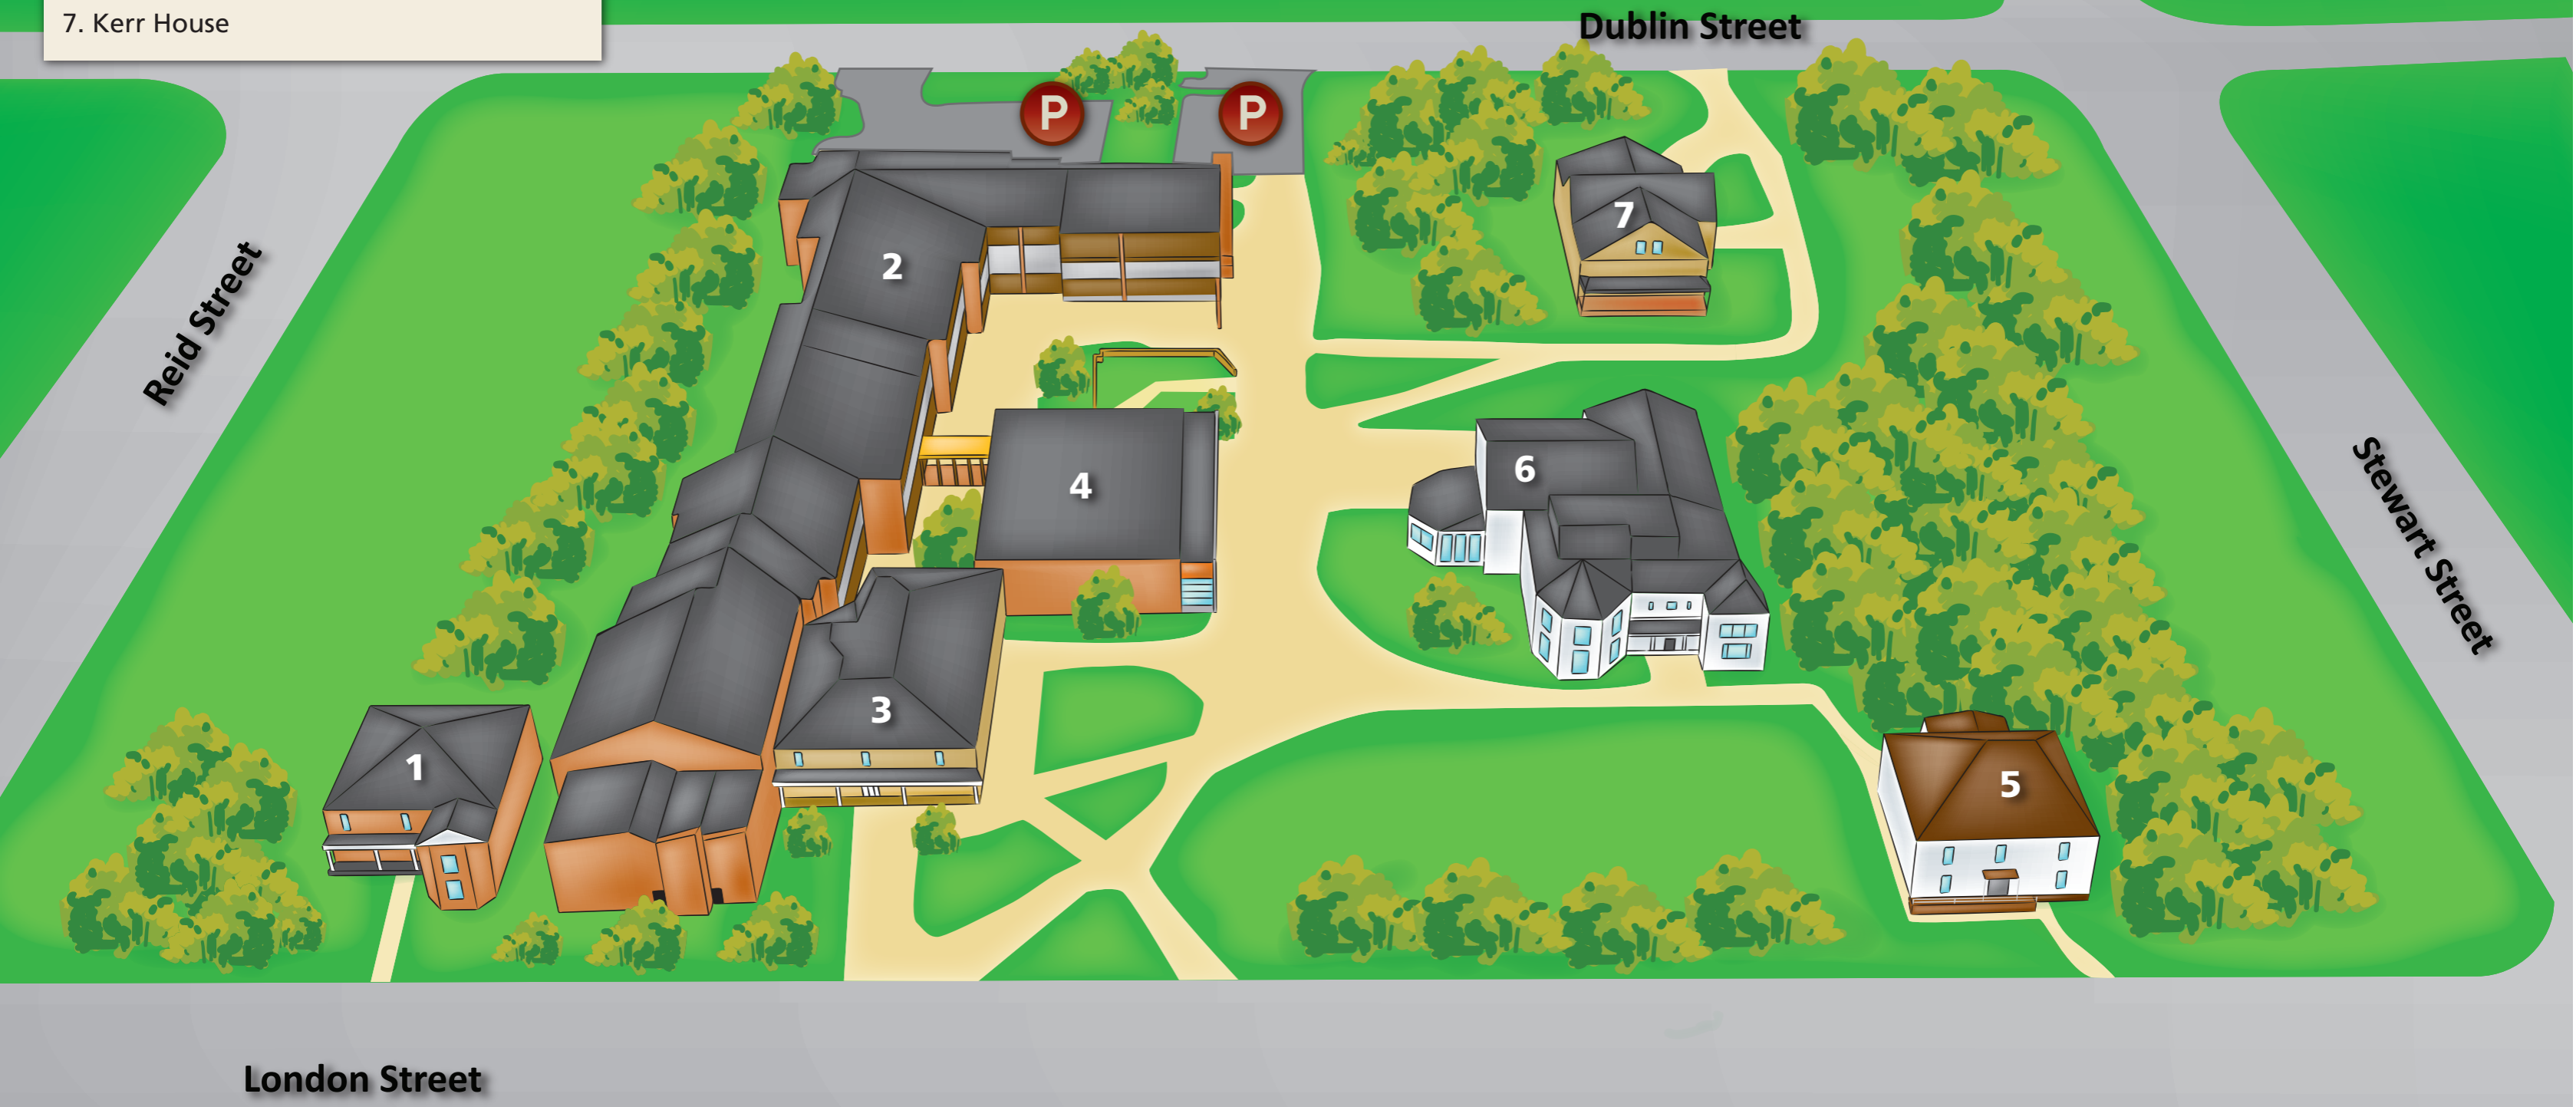 7. Kerr House
Dublin Street
P
P
7
2
Reid Street
6
4
Stewart Street
3
1
5
London Street